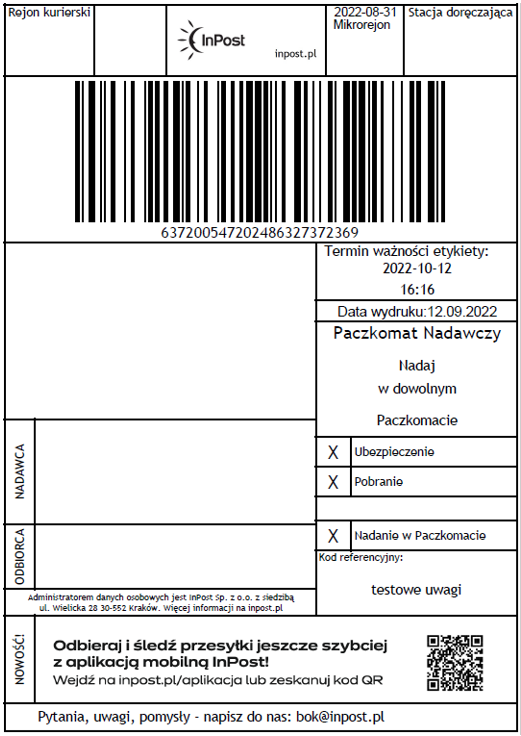 Rejon kurierski
InPost
inpost.pl
2022-08-31
Mikrorejon
Stacja doręczająca
637200547202486327372369
Termin ważności etykiety:
2022-10-12
16:16
Data wydruku:12.09.2022
Paczkomat Nadawczy
Nadaj
w dowolnym
Paczkomacie
NADAWCA
X Ubezpieczenie
X Pobranie
ODBIORCA
X Nadanie w Paczkomacie
Kod referencyjny:
testowe uwagi
Administratorem danych osobowych jest InPost Sp. z o.o. z siedzibą
ul. Wielicka 28 30-552 Kraków. Więcej informacji na inpost.pl
NOWOŚĆ!
Odbieraj i śledź przesyłki jeszcze szybciej
z aplikacją mobilną InPost!
Wejdź na inpost.pl/aplikacja lub zeskanuj kod QR
Pytania, uwagi, pomysły - napisz do nas: bok@inpost.pl